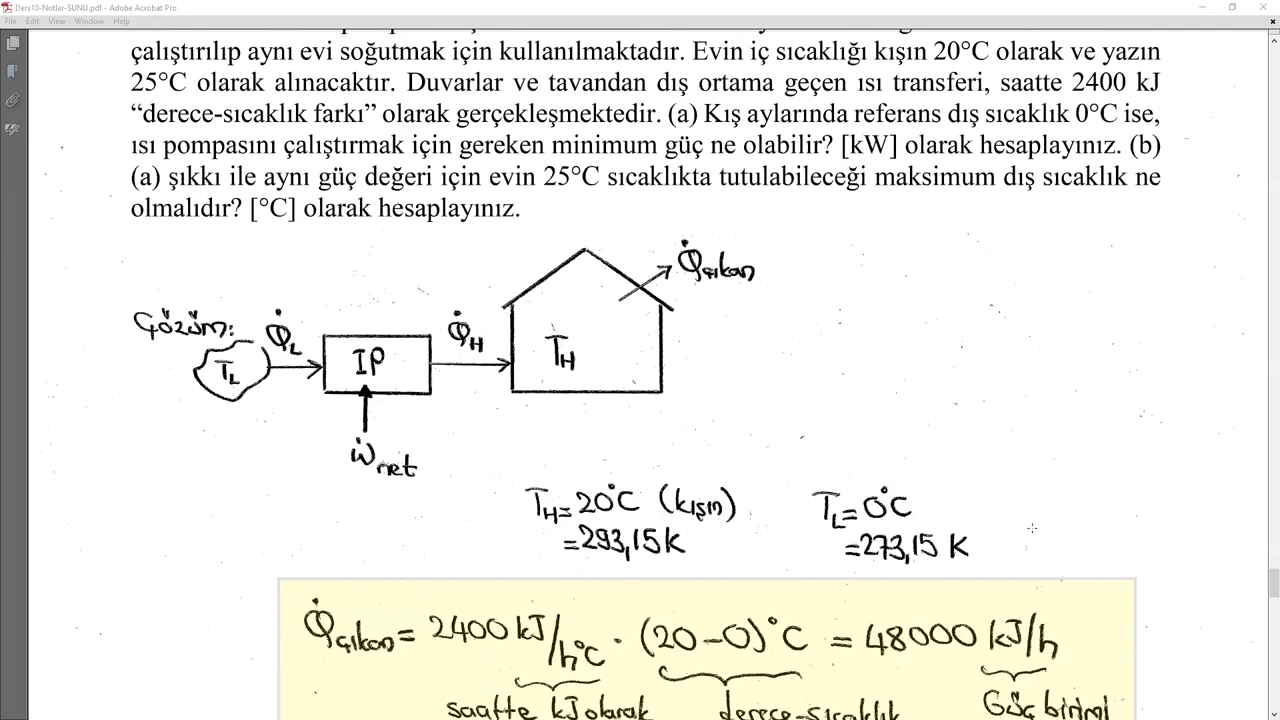 Ders10-Notlar-SUNU.pdf - Adobe Acrobat Pro
File Edit View Window Help
çalıştırılıp aynı evi soğutmak için kullanılmaktadır. Evin iç sıcaklığı kışın 20°C olarak ve yazın
25°C olarak alınacaktır. Duvarlar ve tavandan dış ortama geçen ısı transferi, saatte 2400 kJ
“derece-sıcaklık farkı” olarak gerçekleşmektedir. (a) Kış aylarında referans dış sıcaklık 0°C ise,
ısı pompasını çalıştırmak için gereken minimum güç ne olabilir? [kW] olarak hesaplayınız. (b)
(a) şıkkı ile aynı güç değeri için evin 25°C sıcaklıkta tutulabileceği maksimum dış sıcaklık ne
olmalıdır? [°C] olarak hesaplayınız.
Q̇çıkan
Çözüm:
Q̇L
Q̇H
TL
IP
TH
Ẇnet
TH=20°C (kışın)
=293,15K
TL=0°C
=273,15 K
Q̇çıkan = 2400 kJ/h°C . (20-0)°C = 48000 kJ/h
saatte kJ olarak
derece-sıcaklık
Güç birimi